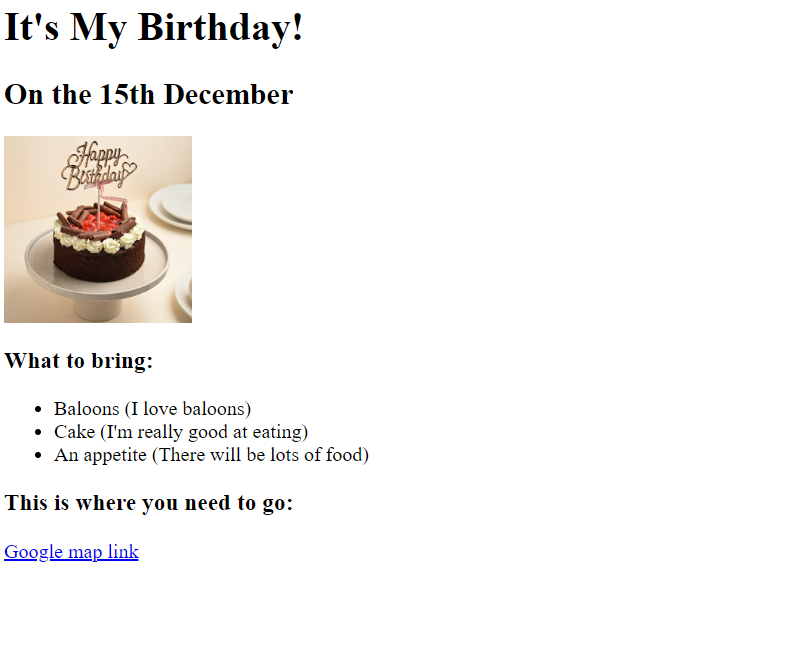 It's My Birthday!
On the 15th December
Happy
Birthday
What to bring:
Baloons (I love baloons)
Cake (I'm really good at eating)
An appetite (There will be lots of food)
This is where you need to go:
Google map link